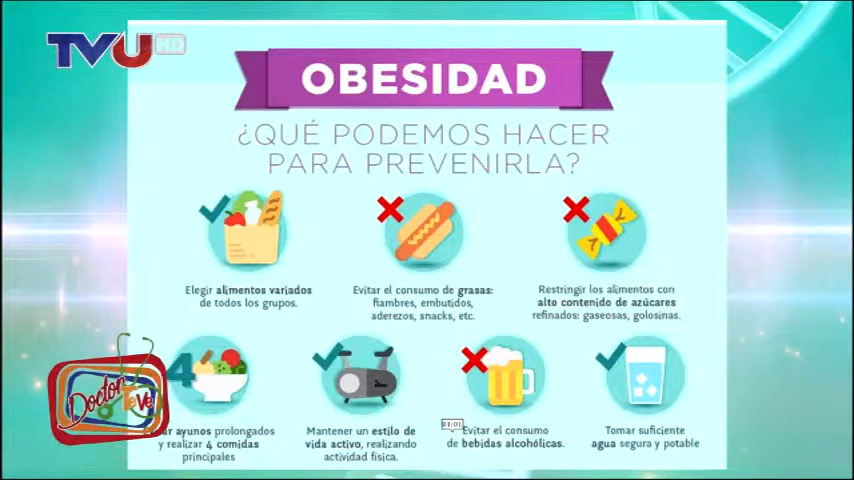 TVU HD
OBESIDAD
¿QUÉ PODEMOS HACER
PARA PREVENIRLA?
Elegir alimentos variados
de todos los grupos.
Evitar el consumo de grasas:
fiambres, embutidos,
aderezos, snacks, etc.
Restringir los alimentos con
alto contenido de azúcares
refinados: gaseosas, golosinas.
4
Doctor TeVe
ayunos prolongados
y realizar 4 comidas
principales
Mantener un estilo de
vida activo, realizando
actividad física.
Evitar el consumo
de bebidas alcohólicas.
Tomar suficiente
agua segura y potable